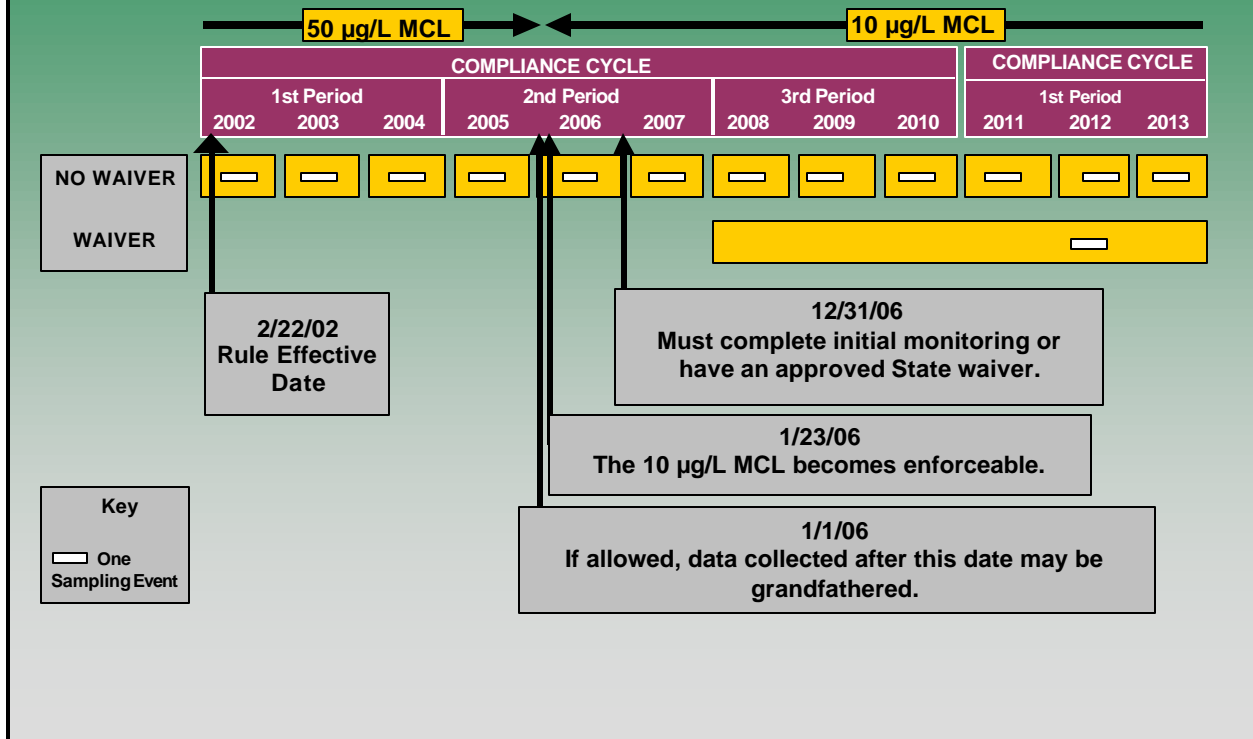 50 µg/L MCL
10 µg/L MCL
COMPLIANCE CYCLE
COMPLIANCE CYCLE
1st Period
2nd Period
3rd Period
1st Period
2002 2003 2004 2005 2006 2007 2008 2009 2010 2011 2012 2013
NO WAIVER
WAIVER
2/22/02
Rule Effective
Date
12/31/06
Must complete initial monitoring or
have an approved State waiver.
1/23/06
The 10 µg/L MCL becomes enforceable.
1/1/06
If allowed, data collected after this date may be
grandfathered.
Key
One
Sampling Event